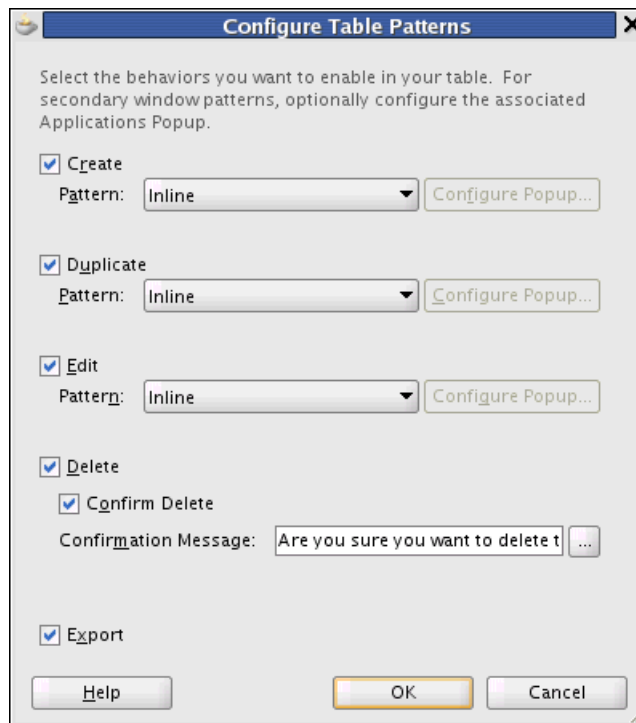 Configure Table Patterns
Select the behaviors you want to enable in your table. For
secondary window patterns, optionally configure the associated
Applications Popup.
Create
Pattern: Inline Configure Popup...
Duplicate
Pattern: Inline Configure Popup...
Edit
Pattern: Inline Configure Popup...
Delete
Confirm Delete
Confirmation Message: Are you sure you want to delete t ...
Export
Help OK Cancel